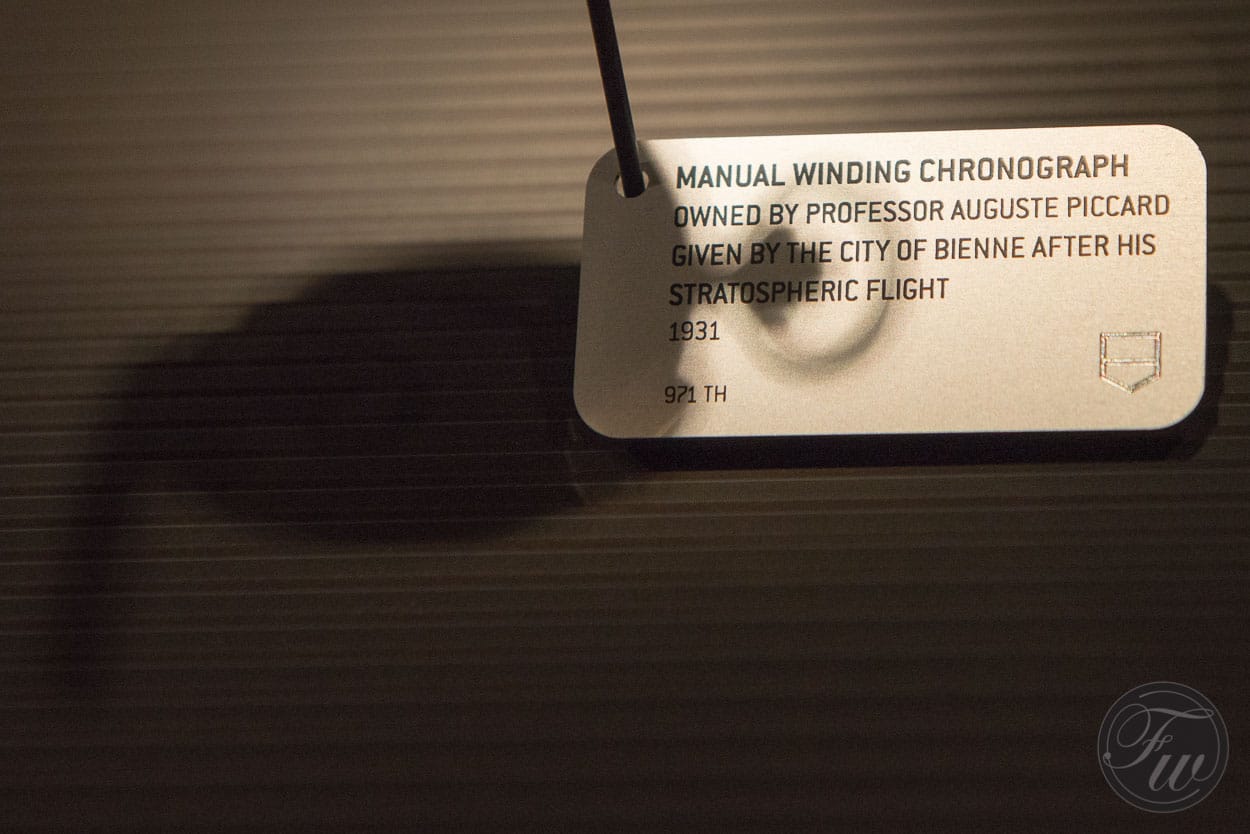 MANUAL WINDING CHRONOGRAPH
OWNED BY PROFESSOR AUGUSTE PICCARD
GIVEN BY THE CITY OF BIENNE AFTER HIS
STRATOSPHERIC FLIGHT
1931
971 TH
FW